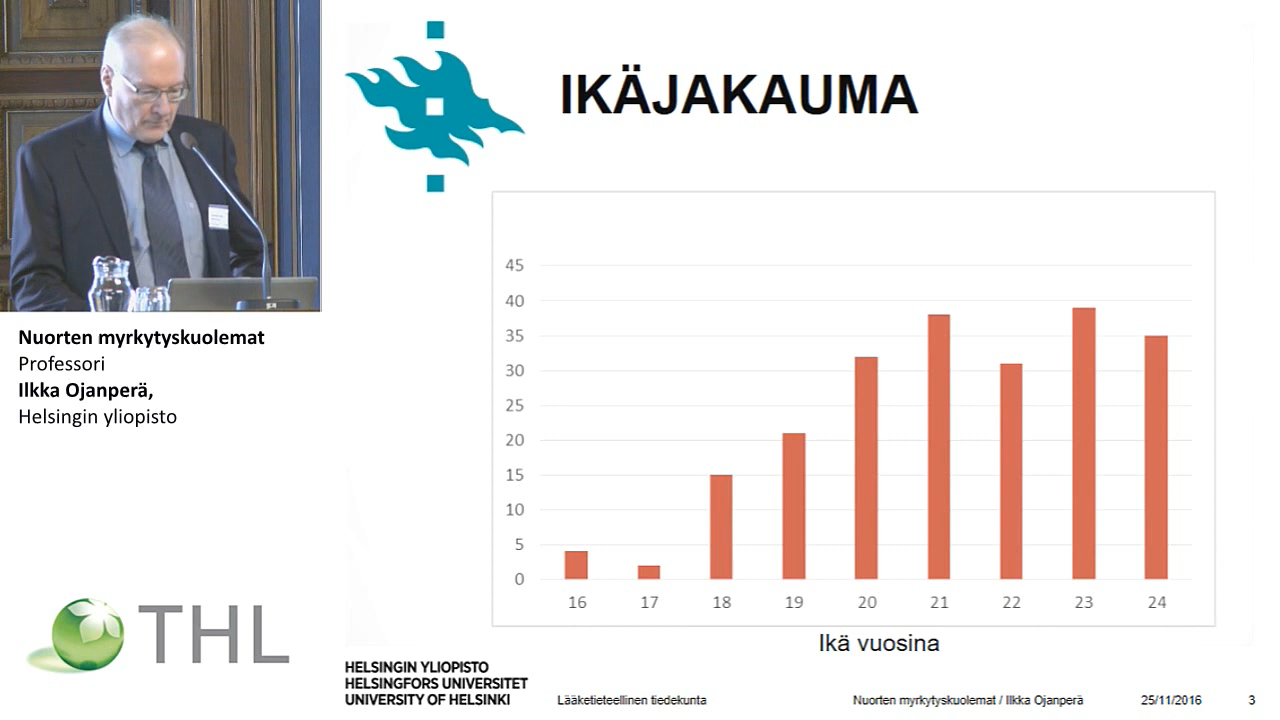 Nuorten myrkytyskuolemat
Professori
Ilkka Ojanperä,
Helsingin yliopisto
THL
IKÄJAKAUMA
45
40
35
30
25
20
15
10
5
0
16 17 18 19 20 21 22 23 24
Ikä vuosina
HELSINGIN YLIOPISTO
HELSINGFORS UNIVERSITET
UNIVERSITY OF HELSINKI
Lääketieteellinen tiedekunta
Nuorten myrkytyskuolemat / Ilkka Ojanperä
25/11/2016
3